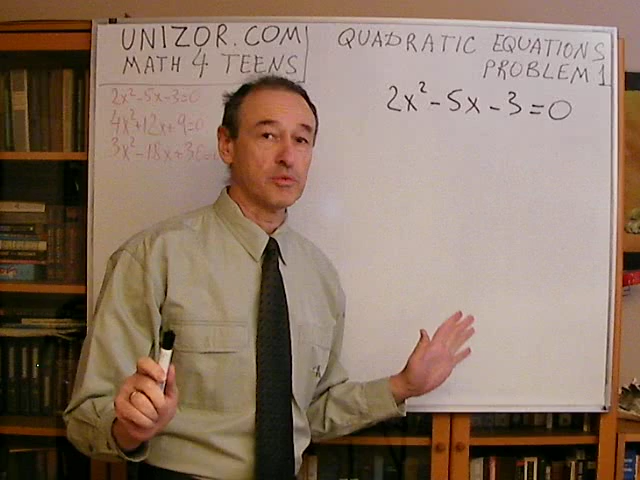 UNIZOR.COM
MATH 4 TEENS
2x²-5x-3=0
4x²+12x+9=0
3x²-18x+3
QUADRATIC EQUATIONS
PROBLEM 1
2x²-5x-3=0